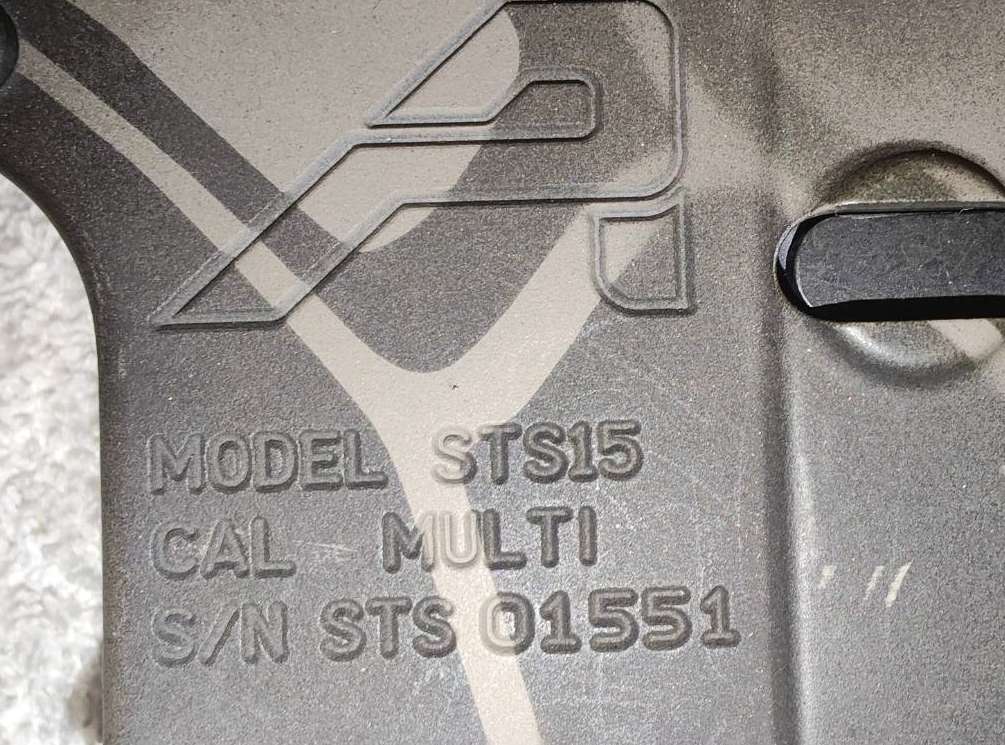 MODEL STS15
CAL MULTI
S/N STS 01551